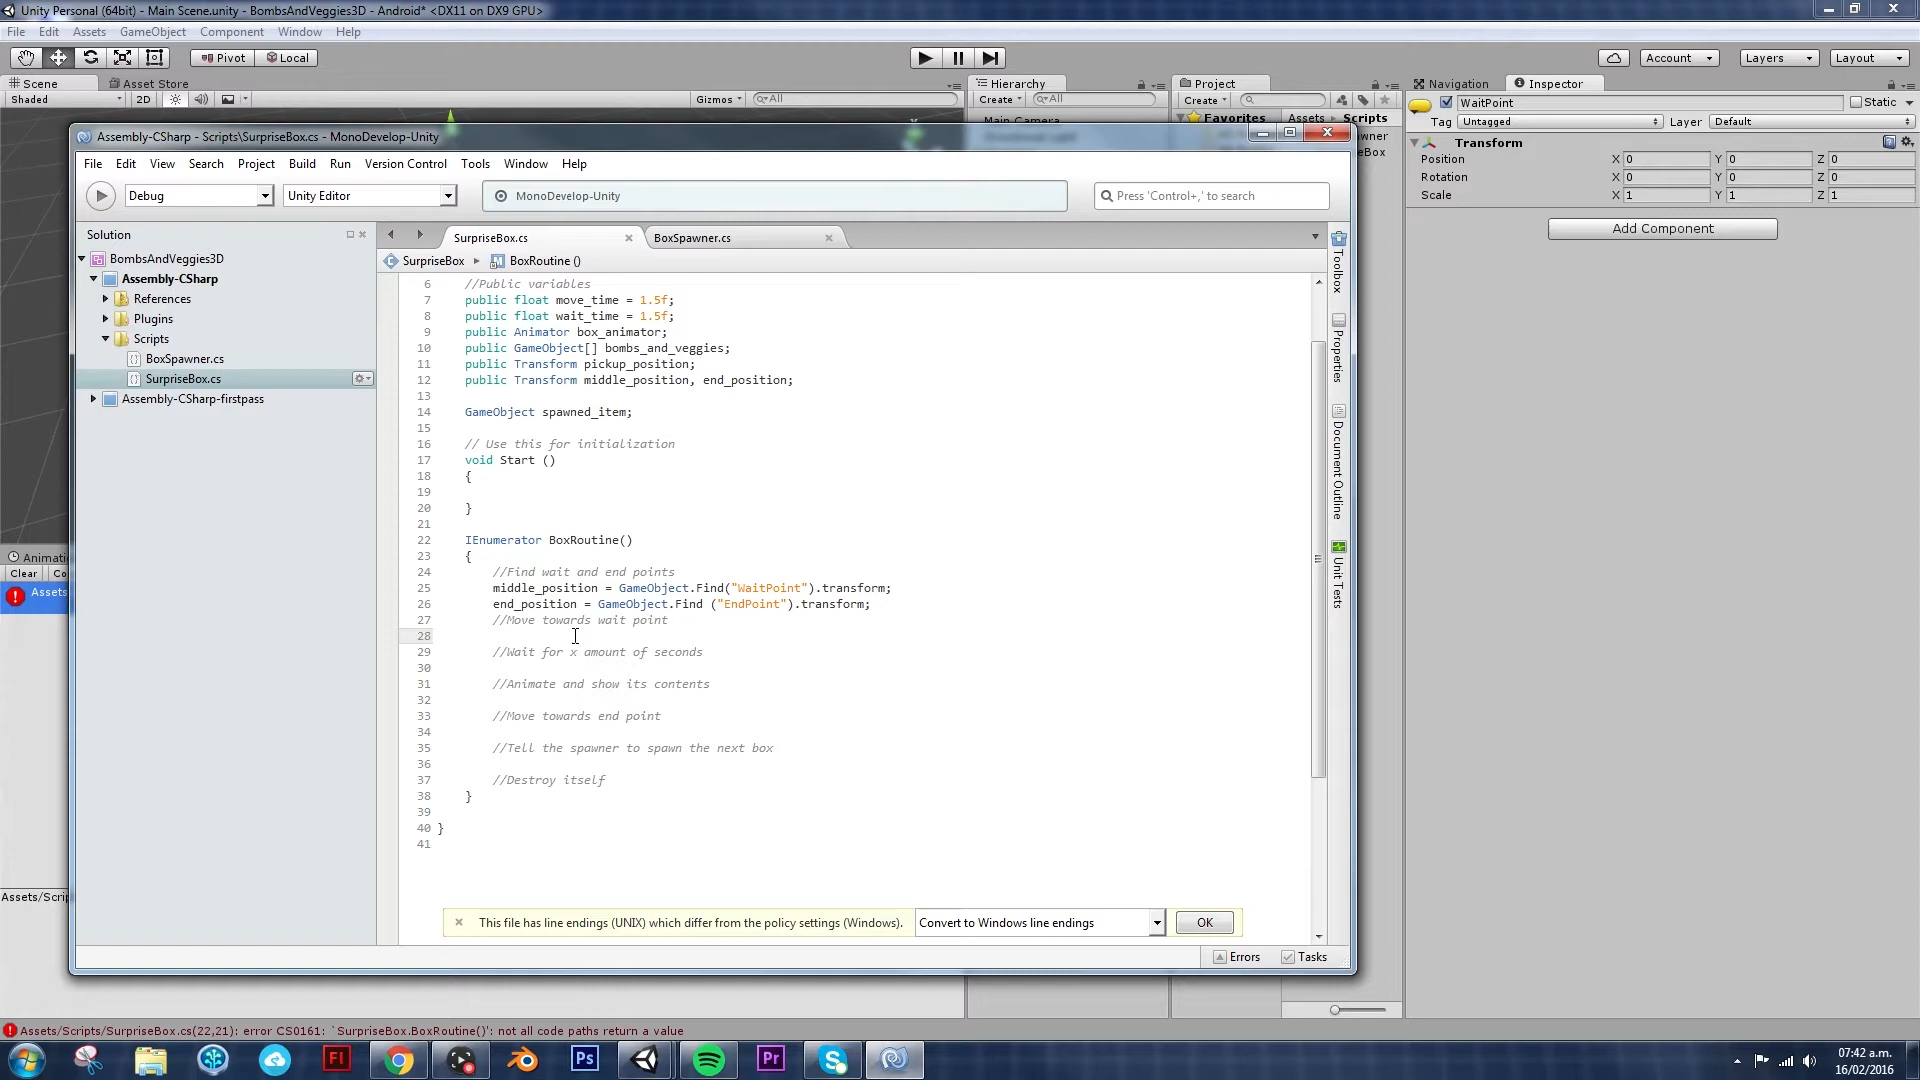 Unity Personal (64bit) - Main Scene.unity - BombsAndVeggies3D - Android* <DX11 on DX9 GPU>
File Edit Assets GameObject Component Window Help
Pivot Local Account Layers Layout
Scene Asset Store Hierarchy Project Navigation Inspector
Shaded 2D Gizmos All Create All Create WaitPoint Static
Main Camera Favorites Assets Scripts Tag Untagged Layer Default
Assembly-CSharp - Scripts\SurpriseBox.cs - MonoDevelop-Unity
Transform
Position X 0 Y 0 Z 0
Rotation X 0 Y 0 Z 0
Scale X 1 Y 1 Z 1
Add Component
File Edit View Search Project Build Run Version Control Tools Window Help
Debug Unity Editor MonoDevelop-Unity Press 'Control+,' to search
Solution
BombsAndVeggies3D
Assembly-CSharp
References
Plugins
Scripts
BoxSpawner.cs
SurpriseBox.cs
Assembly-CSharp-firstpass
SurpriseBox.cs BoxSpawner.cs
SurpriseBox BoxRoutine ()
6 //Public variables
7 public float move_time = 1.5f;
8 public float wait_time = 1.5f;
9 public Animator box_animator;
10 public GameObject[] bombs_and_veggies;
11 public Transform pickup_position;
12 public Transform middle_position, end_position;
13
14 GameObject spawned_item;
15
16 // Use this for initialization
17 void Start ()
18 {
19
20 }
21
22 IEnumerator BoxRoutine()
23 {
24 //Find wait and end points
25 middle_position = GameObject.Find("WaitPoint").transform;
26 end_position = GameObject.Find ("EndPoint").transform;
27 //Move towards wait point
28
29 //Wait for x amount of seconds
30
31 //Animate and show its contents
32
33 //Move towards end point
34
35 //Tell the spawner to spawn the next box
36
37 //Destroy itself
38 }
39
40 }
41
Toolbox
Properties
Document Outline
Unit Tests
This file has line endings (UNIX) which differ from the policy settings (Windows). Convert to Windows line endings OK
Errors Tasks
Animatio
Clear Co
Assets
Assets/Scrip
Assets/Scripts/SurpriseBox.cs(22,21): error CS0161: `SurpriseBox.BoxRoutine()': not all code paths return a value
Fl Ps Pr
07:42 a.m.
16/02/2016